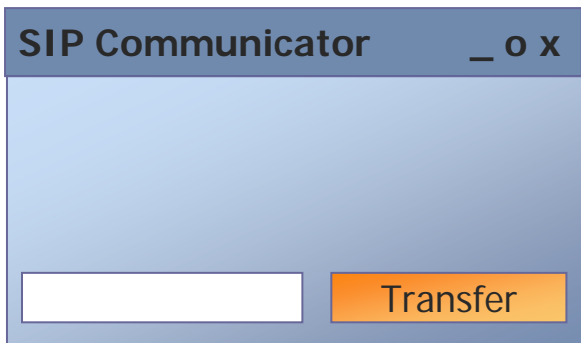 SIP Communicator _ o x
Transfer